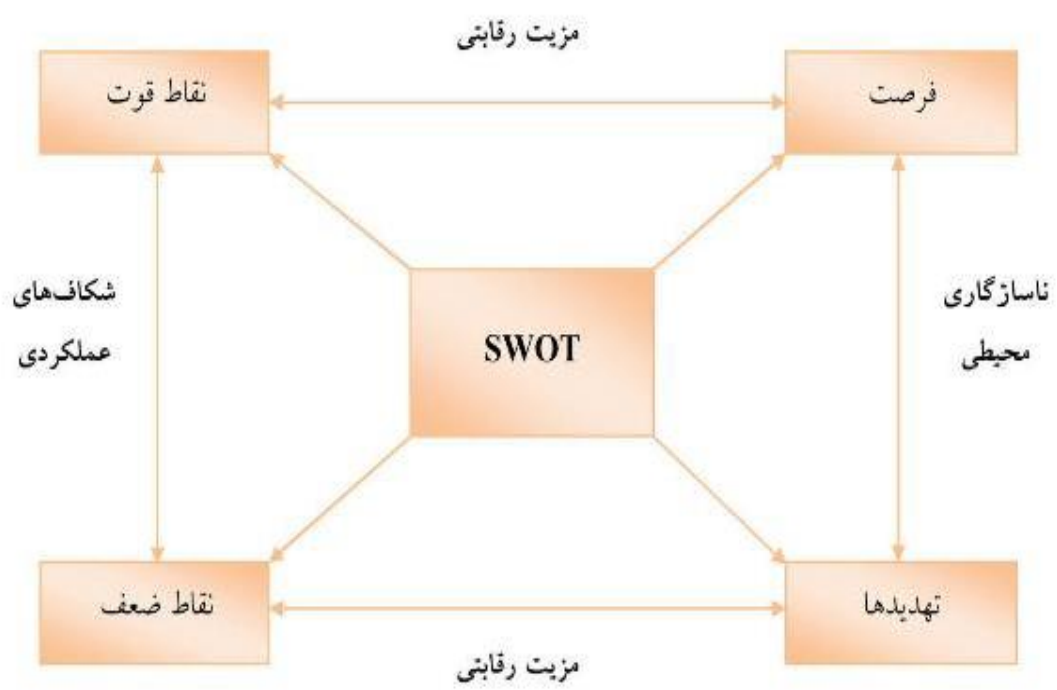 مزیت رقابتی
فرصت
نقاط قوت
ناسازگاری
محیطی
SWOT
شکاف‌های
عملکردی
تهدیدها
نقاط ضعف
مزیت رقابتی